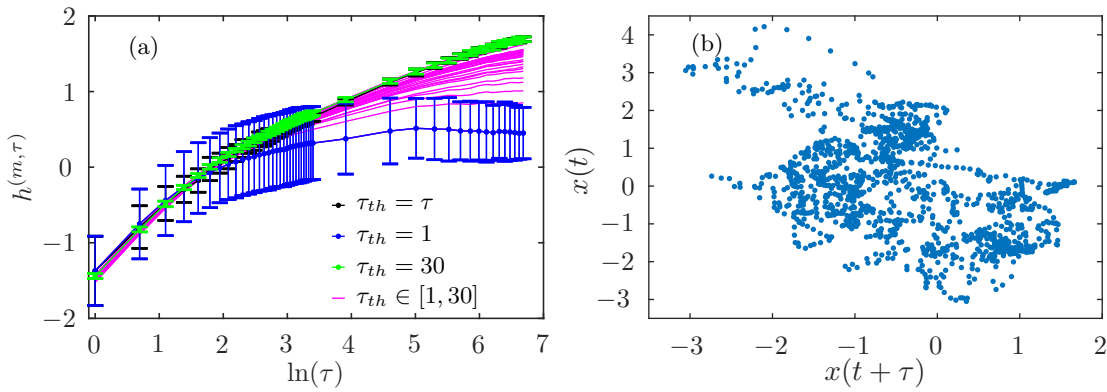 (a)
2
1
0
−1
−2
h^{(m,τ)}
0 1 2 3 4 5 6 7
ln(τ)
τ_{th} = τ
τ_{th} = 1
τ_{th} = 30
τ_{th} ∈ [1, 30]
(b)
4
3
2
1
0
−1
−2
−3
x(t)
−3 −2 −1 0 1 2
x(t + τ)